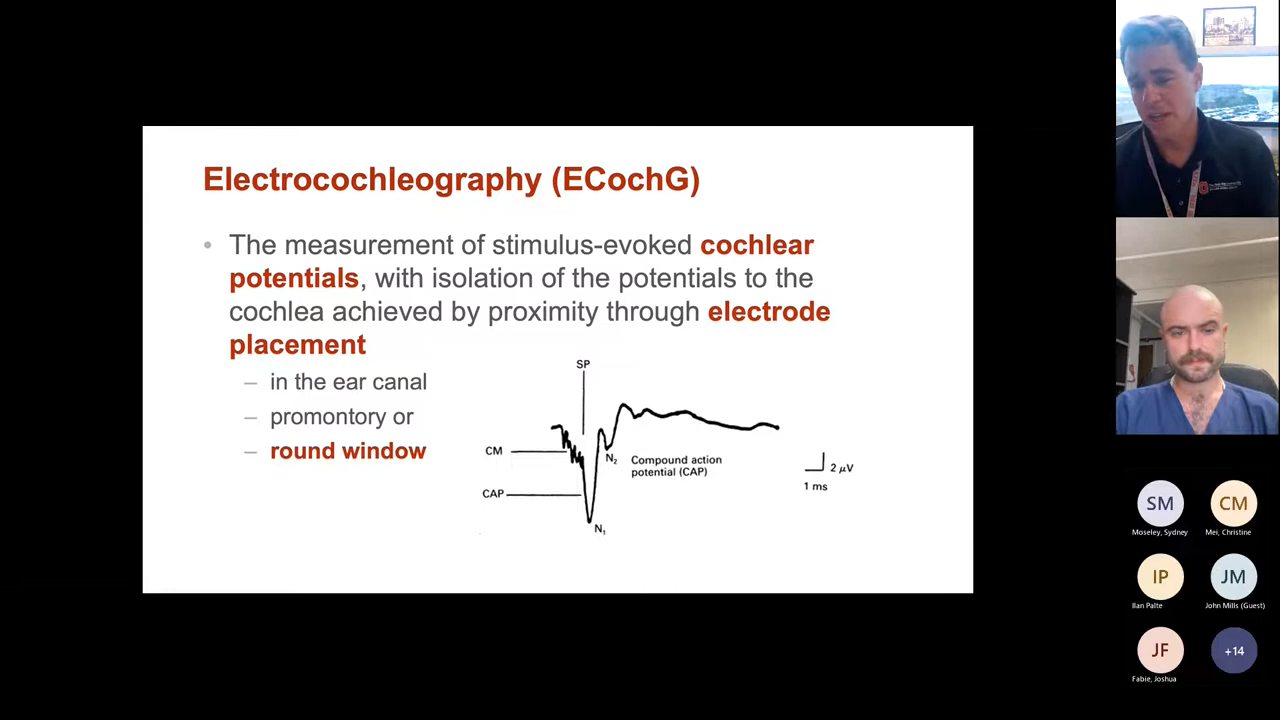 Electrocochleography (ECochG)
• The measurement of stimulus-evoked cochlear
potentials, with isolation of the potentials to the
cochlea achieved by proximity through electrode
placement
– in the ear canal
– promontory or
– round window
SP
CM
CAP
N₂
Compound action
potential (CAP)
N₁
2 μV
1 ms
SM
Moseley, Sydney
CM
Mei, Christine
IP
Ilan Palte
JM
John Mills (Guest)
JF
Fabie, Joshua
+14